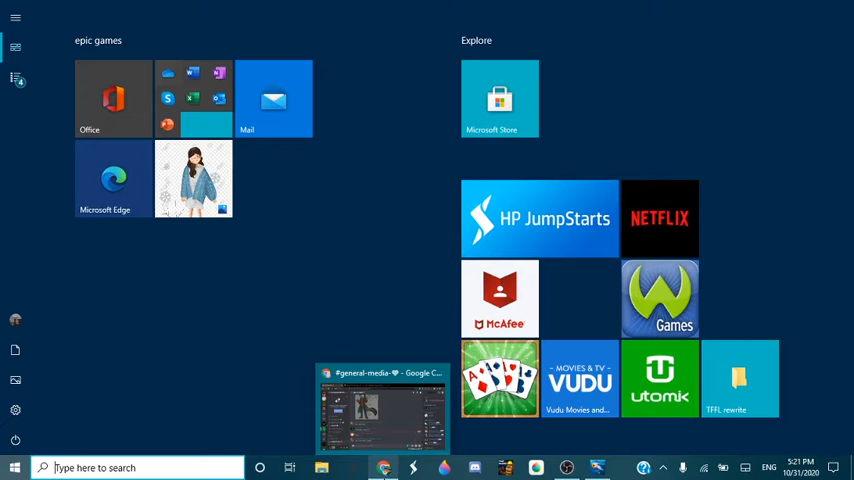 epic games
Explore
Office
Mail
Microsoft Store
Microsoft Edge
HP JumpStarts
NETFLIX
McAfee
Games
MOVIES & TV
VUDU
Vudu Movies and...
utomik
TFFL rewrite
4
#general-media-🤎 - Google C...
Type here to search
ENG
5:21 PM
10/31/2020